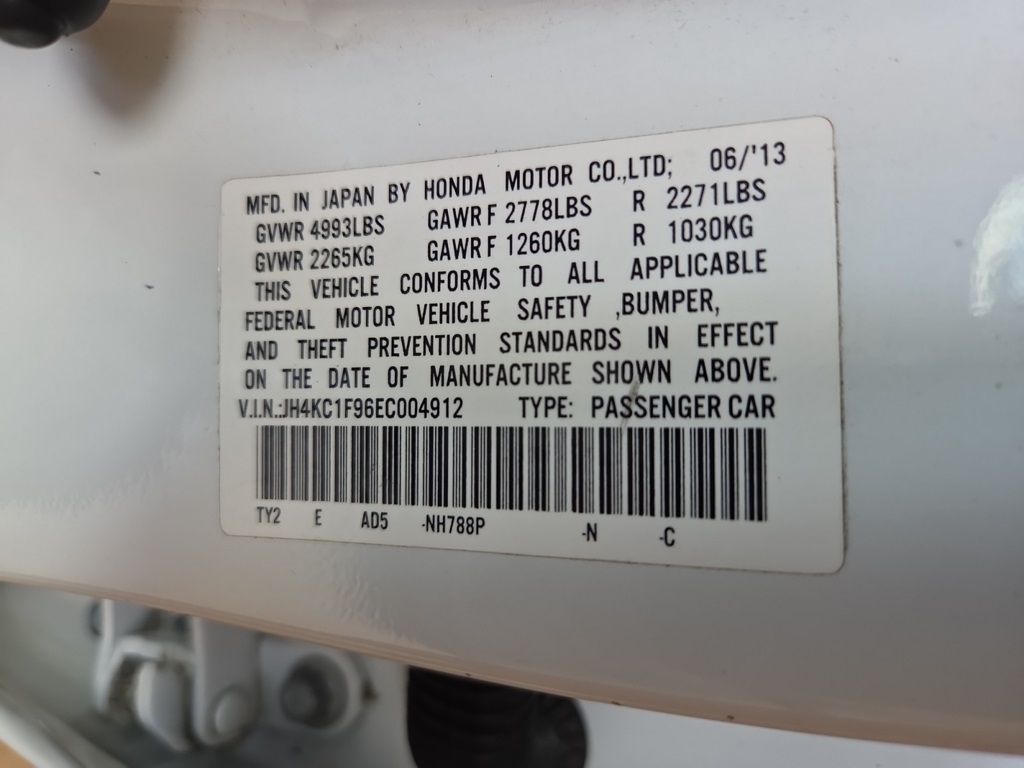 MFD. IN JAPAN BY HONDA MOTOR CO.,LTD; 06/'13
GVWR 4993LBS GAWR F 2778LBS R 2271LBS
GVWR 2265KG GAWR F 1260KG R 1030KG
THIS VEHICLE CONFORMS TO ALL APPLICABLE
FEDERAL MOTOR VEHICLE SAFETY ,BUMPER,
AND THEFT PREVENTION STANDARDS IN EFFECT
ON THE DATE OF MANUFACTURE SHOWN ABOVE.
V.I.N.:JH4KC1F96EC004912 TYPE: PASSENGER CAR
TY2 E AD5 -NH788P -N -C